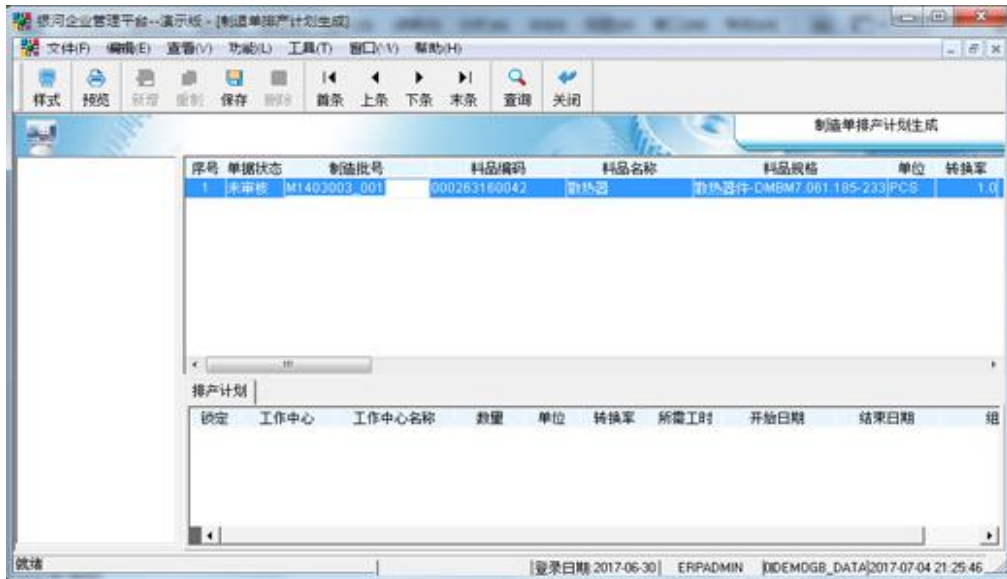 银河企业管理平台--演示版 - [制造单排产计划生成]
文件(F) 编辑(E) 查看(V) 功能(L) 工具(T) 窗口(W) 帮助(H)
样式 预览 新增 复制 保存 删除 首条 上条 下条 末条 查询 关闭
制造单排产计划生成
序号 单据状态 制造批号 料品编码 料品名称 料品规格 单位 转换率
1 未审核 M1403003_001 000263160042 散热器 散热器件-DMBM7.061.185-233 PCS 1.0
排产计划
锁定 工作中心 工作中心名称 数量 单位 转换率 所需工时 开始日期 结束日期 组
就绪 登录日期:2017-06-30 ERPADMIN DEMOGB_DATA 2017-07-04 21:25:46